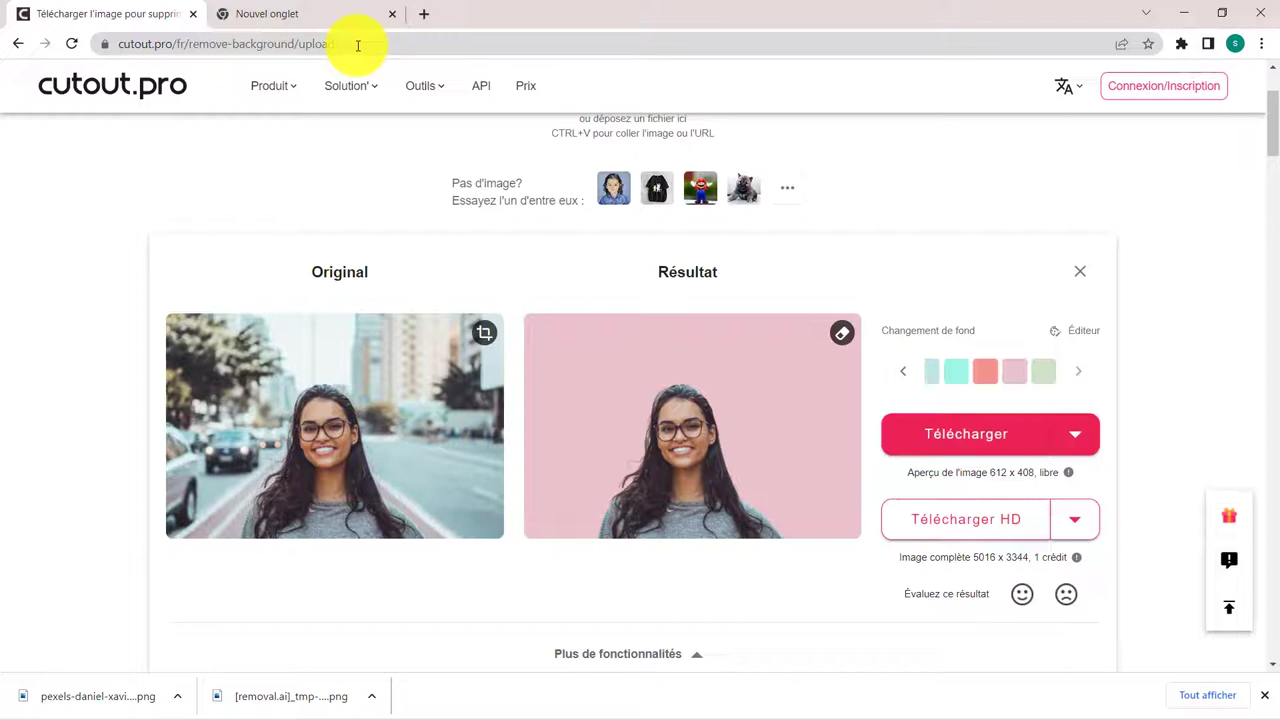 Télécharger l'image pour supprin
Nouvel onglet
cutout.pro/fr/remove-background/upload
cutout.pro
Produit
Solution'
Outils
API
Prix
Connexion/Inscription
ou déposez un fichier ici
CTRL+V pour coller l'image ou l'URL
Pas d'image?
Essayez l'un d'entre eux :
Original
Résultat
Changement de fond
Éditeur
Télécharger
Aperçu de l'image 612 x 408, libre
Télécharger HD
Image complète 5016 x 3344, 1 crédit
Évaluez ce résultat
Plus de fonctionnalités
pexels-daniel-xavi....png
[removal.ai]_tmp-....png
Tout afficher